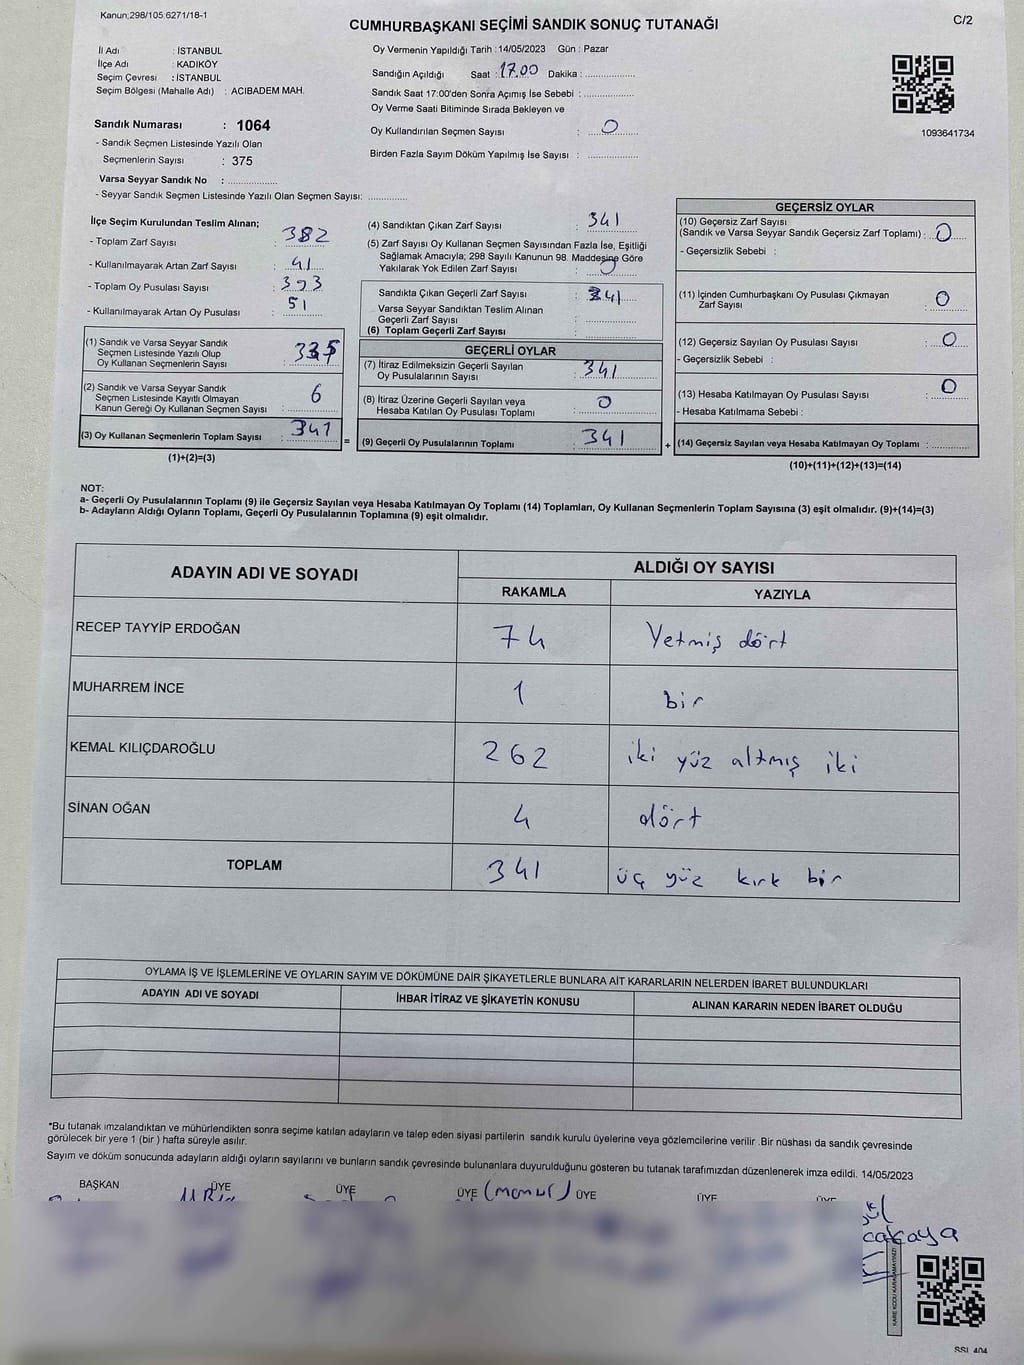 Kanun;298/105;6271/18-1
CUMHURBAŞKANI SEÇİMİ SANDIK SONUÇ TUTANAĞI
C/2
İl Adı : İSTANBUL
İlçe Adı : KADIKÖY
Seçim Çevresi : İSTANBUL
Seçim Bölgesi (Mahalle Adı) : ACIBADEM MAH.
Sandık Numarası : 1064
- Sandık Seçmen Listesinde Yazılı Olan
Seçmenlerin Sayısı : 375
Varsa Seyyar Sandık No : ..................
- Seyyar Sandık Seçmen Listesinde Yazılı Olan Seçmen Sayısı: ..............
Oy Vermenin Yapıldığı Tarih : 14/05/2023 Gün : Pazar
Sandığın Açıldığı Saat : 17.00 Dakika : ..................
Sandık Saat 17:00'den Sonra Açımış İse Sebebi : ..................
Oy Verme Saati Bitiminde Sırada Bekleyen ve
Oy Kullandırılan Seçmen Sayısı : 0
Birden Fazla Sayım Döküm Yapılmış İse Sayısı : ..................
1093641734
İlçe Seçim Kurulundan Teslim Alınan;
- Toplam Zarf Sayısı : 382
- Kullanılmayarak Artan Zarf Sayısı : 41
- Toplam Oy Pusulası Sayısı : 393
- Kullanılmayarak Artan Oy Pusulası : 51
(1) Sandık ve Varsa Seyyar Sandık
Seçmen Listesinde Yazılı Olup
Oy Kullanan Seçmenlerin Sayısı : 335
(2) Sandık ve Varsa Seyyar Sandık
Seçmen Listesinde Kayıtlı Olmayan
Kanun Gereği Oy Kullanan Seçmen Sayısı : 6
(3) Oy Kullanan Seçmenlerin Toplam Sayısı : 341
(1)+(2)=(3)
=
(4) Sandıktan Çıkan Zarf Sayısı : 341
(5) Zarf Sayısı Oy Kullanan Seçmen Sayısından Fazla İse, Eşitliği
Sağlamak Amacıyla; 298 Sayılı Kanunun 98. Maddesine Göre
Yakılarak Yok Edilen Zarf Sayısı : 0
Sandıkta Çıkan Geçerli Zarf Sayısı : 341
Varsa Seyyar Sandıktan Teslim Alınan
Geçerli Zarf Sayısı : ..................
(6) Toplam Geçerli Zarf Sayısı : ..................
GEÇERLİ OYLAR
(7) İtiraz Edilmeksizin Geçerli Sayılan
Oy Pusulalarının Sayısı : 341
(8) İtiraz Üzerine Geçerli Sayılan veya
Hesaba Katılan Oy Pusulası Toplamı : 0
(9) Geçerli Oy Pusulalarının Toplamı : 341
+
GEÇERSİZ OYLAR
(10) Geçersiz Zarf Sayısı
(Sandık ve Varsa Seyyar Sandık Geçersiz Zarf Toplamı) : 0
- Geçersizlik Sebebi :
(11) İçinden Cumhurbaşkanı Oy Pusulası Çıkmayan
Zarf Sayısı : 0
(12) Geçersiz Sayılan Oy Pusulası Sayısı : 0
- Geçersizlik Sebebi :
(13) Hesaba Katılmayan Oy Pusulası Sayısı : 0
- Hesaba Katılmama Sebebi :
(14) Geçersiz Sayılan veya Hesaba Katılmayan Oy Toplamı : ..............
(10)+(11)+(12)+(13)=(14)
NOT:
a- Geçerli Oy Pusulalarının Toplamı (9) ile Geçersiz Sayılan veya Hesaba Katılmayan Oy Toplamı (14) Toplamları, Oy Kullanan Seçmenlerin Toplam Sayısına (3) eşit olmalıdır. (9)+(14)=(3)
b- Adayların Aldığı Oyların Toplamı, Geçerli Oy Pusulalarının Toplamına (9) eşit olmalıdır.
ADAYIN ADI VE SOYADI
ALDIĞI OY SAYISI
RAKAMLA YAZIYLA
RECEP TAYYİP ERDOĞAN 74 Yetmiş dört
MUHARREM İNCE 1 bir
KEMAL KILIÇDAROĞLU 262 iki yüz altmış iki
SİNAN OĞAN 4 dört
TOPLAM 341 üç yüz kırk bir
OYLAMA İŞ VE İŞLEMLERİNE VE OYLARIN SAYIM VE DÖKÜMÜNE DAİR ŞİKAYETLERLE BUNLARA AİT KARARLARIN NELERDEN İBARET BULUNDUKLARI
ADAYIN ADI VE SOYADI İHBAR İTİRAZ VE ŞİKAYETİN KONUSU ALINAN KARARIN NEDEN İBARET OLDUĞU
*Bu tutanak imzalandıktan ve mühürlendikten sonra seçime katılan adayların ve talep eden siyasi partilerin sandık kurulu üyelerine veya gözlemcilerine verilir .Bir nüshası da sandık çevresinde
görülecek bir yere 1 (bir ) hafta süreyle asılır.
Sayım ve döküm sonucunda adayların aldığı oyların sayılarını ve bunların sandık çevresinde bulunanlara duyurulduğunu gösteren bu tutanak tarafımızdan düzenlenerek imza edildi. 14/05/2023
BAŞKAN ÜYE ÜYE ÜYE (memur) ÜYE ÜYE ÜYE
SSL 404